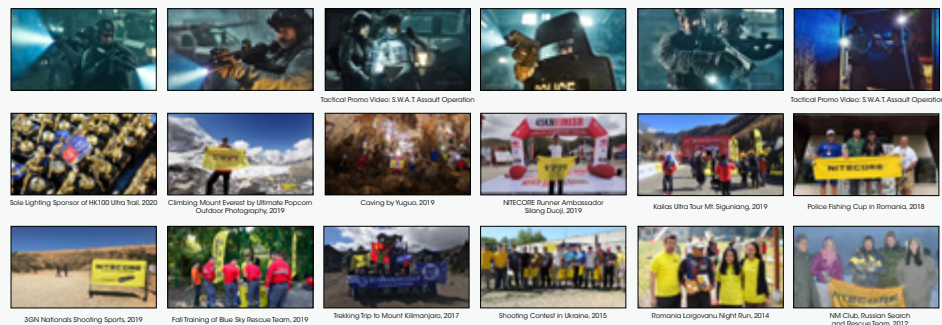 POLICE
Tactical Promo Video: S.W.A.T. Assault Operation
Tactical Promo Video: S.W.A.T. Assault Operation
Sole Lighting Sponsor of HK100 Ultra Trail, 2020
Climbing Mount Everest by Ultimate Popcorn
Outdoor Photography, 2019
Caving by Yuguo, 2019
NITECORE Runner Ambassador
Silang Duoji, 2019
Kailas Ultra Tour Mt. Siguniang, 2019
NITECORE
Police Fishing Cup in Romania, 2018
NITECORE
3GN Nationals Shooting Sports, 2019
Fall Training of Blue Sky Rescue Team, 2019
Trekking Trip to Mount Kilimanjaro, 2017
Shooting Contest in Ukraine, 2015
Romania Lorgovanu Night Run, 2014
NITECORE
NM Club, Russian Search
and Rescue Team, 2012